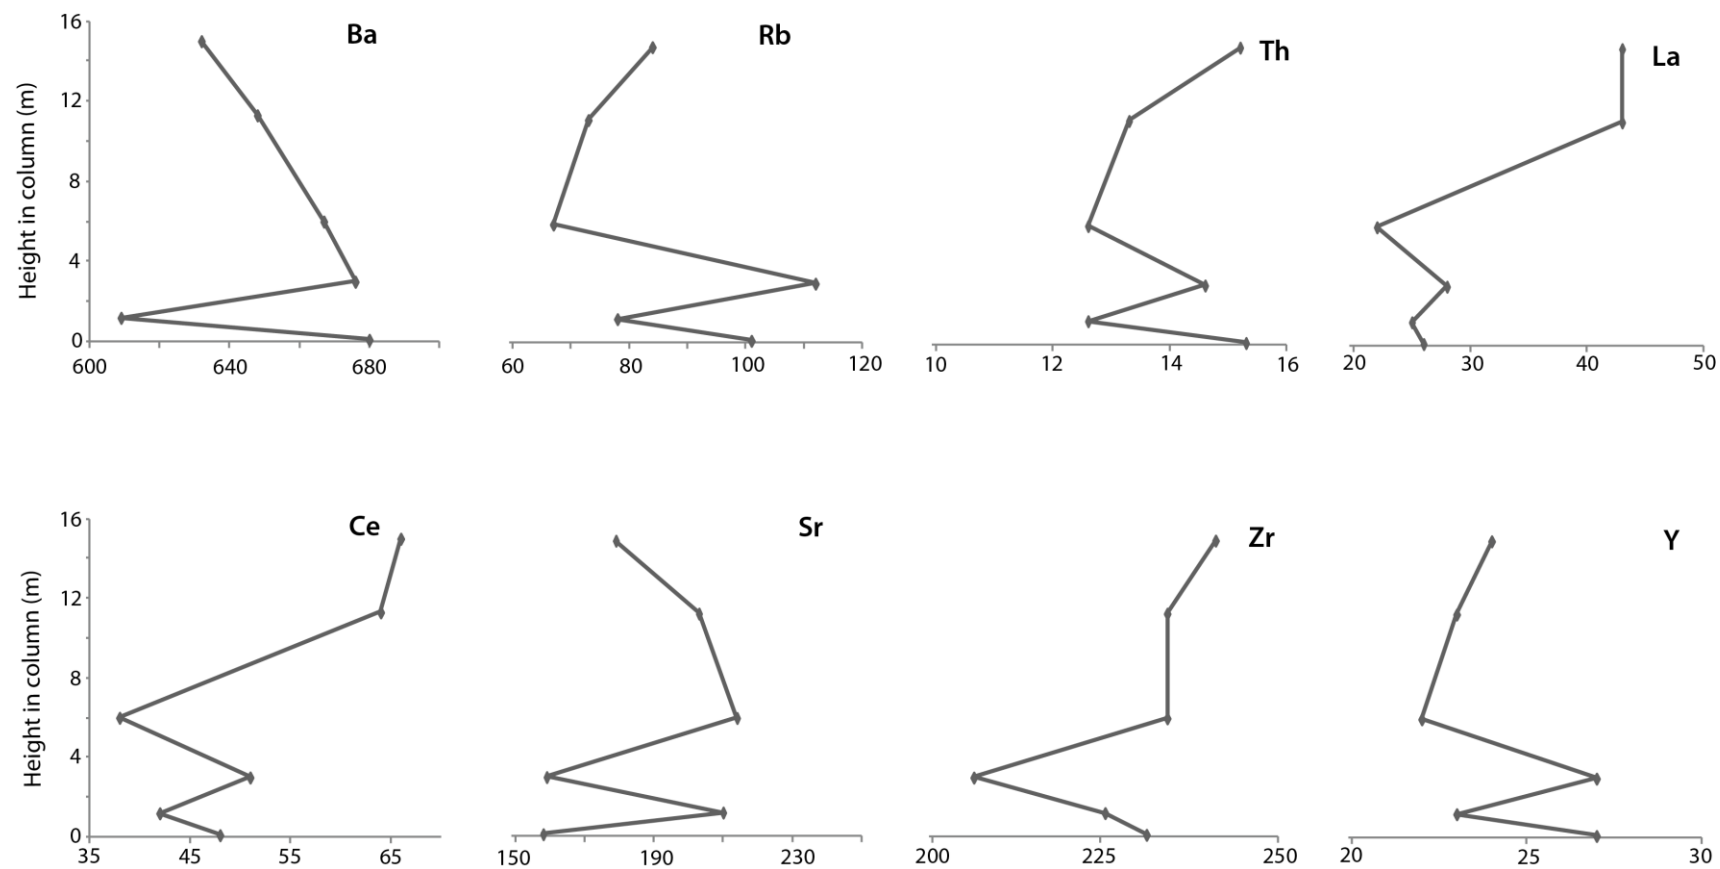 Ba
Rb
Th
La
Height in column (m)
16
12
8
4
0
600 640 680
60 80 100 120
10 12 14 16
20 30 40 50
Ce
Sr
Zr
Y
Height in column (m)
16
12
8
4
0
35 45 55 65
150 190 230
200 225 250
20 25 30